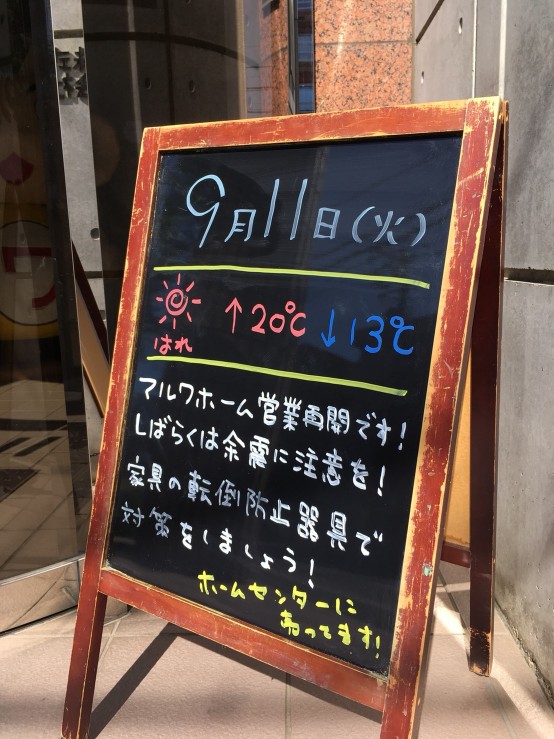 9月11日(火)
はれ ↑20℃ ↓13℃
マルワホーム営業再開です!
しばらくは余震に注意を!
家具の転倒防止器具で
対策をしましょう!
ホームセンターに
売ってます!